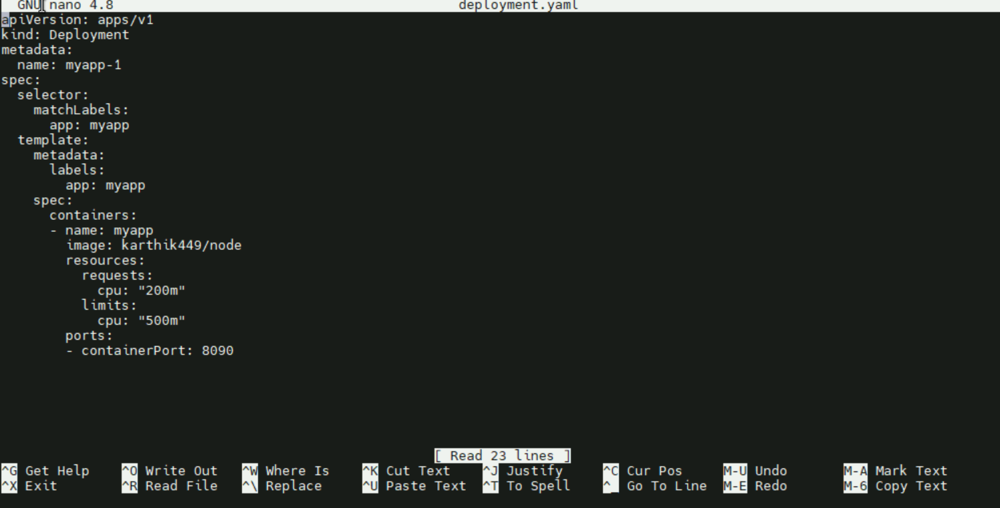 GNU nano 4.8 deployment.yaml
apiVersion: apps/v1
kind: Deployment
metadata:
  name: myapp-1
spec:
  selector:
    matchLabels:
      app: myapp
  template:
    metadata:
      labels:
        app: myapp
    spec:
      containers:
      - name: myapp
        image: karthik449/node
        resources:
          requests:
            cpu: "200m"
          limits:
            cpu: "500m"
        ports:
        - containerPort: 8090
[ Read 23 lines ]
^G Get Help ^O Write Out ^W Where Is ^K Cut Text ^J Justify ^C Cur Pos M-U Undo M-A Mark Text
^X Exit ^R Read File ^\ Replace ^U Paste Text ^T To Spell ^_ Go To Line M-E Redo M-6 Copy Text